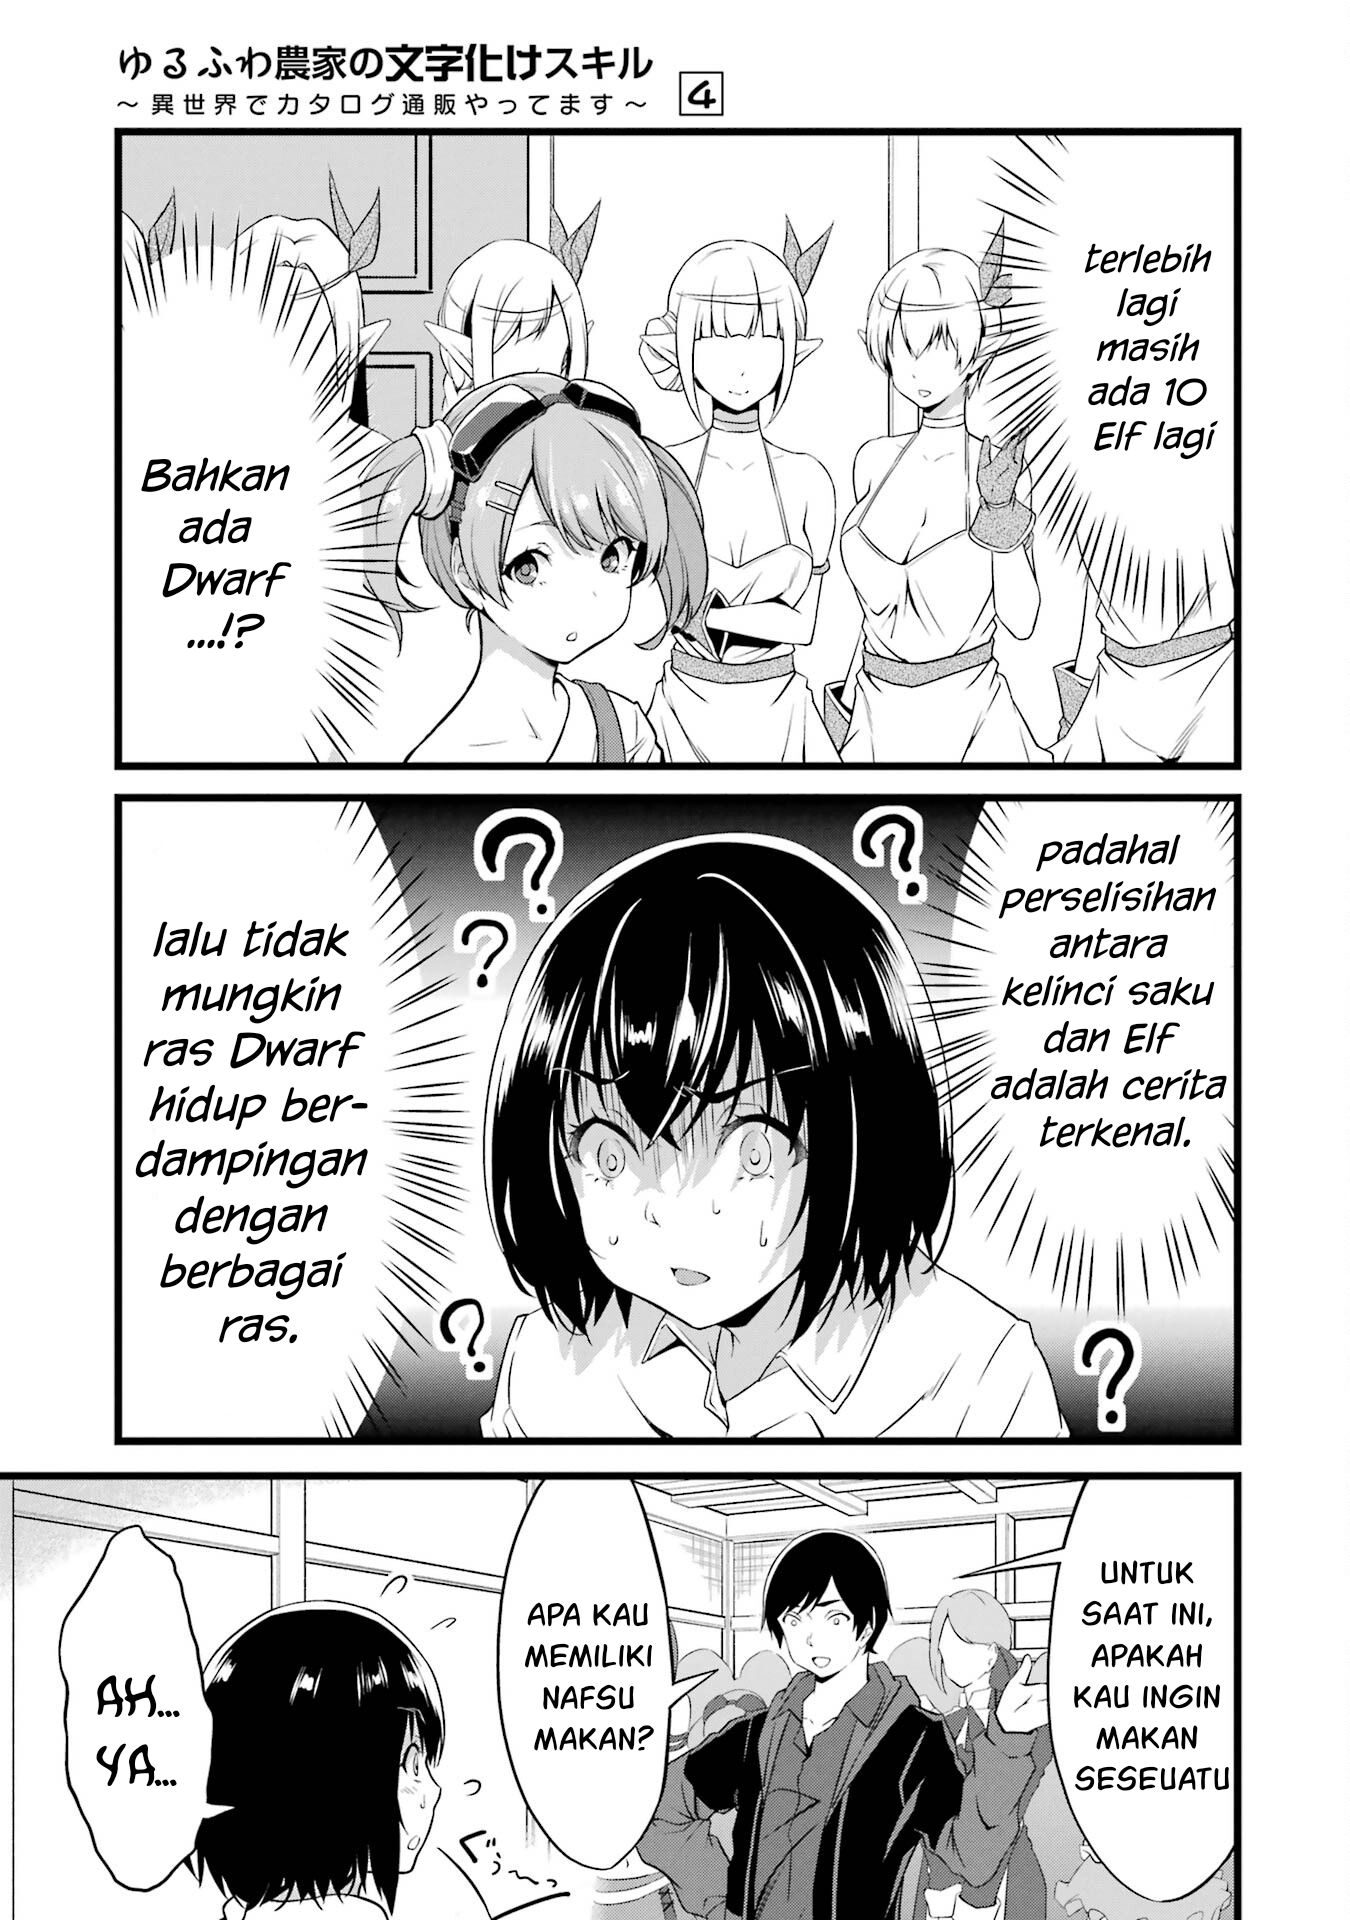 ゆるふわ農家の文字化けスキル
～異世界でカタログ通販やってます～ 4
terlebih
lagi
masih
ada 10
Elf lagi
Bahkan
ada
Dwarf
....!?
padahal
perselisihan
antara
kelinci saku
dan Elf
adalah cerita
terkenal.
lalu tidak
mungkin
ras Dwarf
hidup ber-
dampingan
dengan
berbagai
ras.
? ? ? ? ?
UNTUK
SAAT INI,
APAKAH
KAU INGIN
MAKAN
SESEUATU
APA KAU
MEMILIKI
NAFSU
MAKAN?
AH...
YA...
ぐぅ~